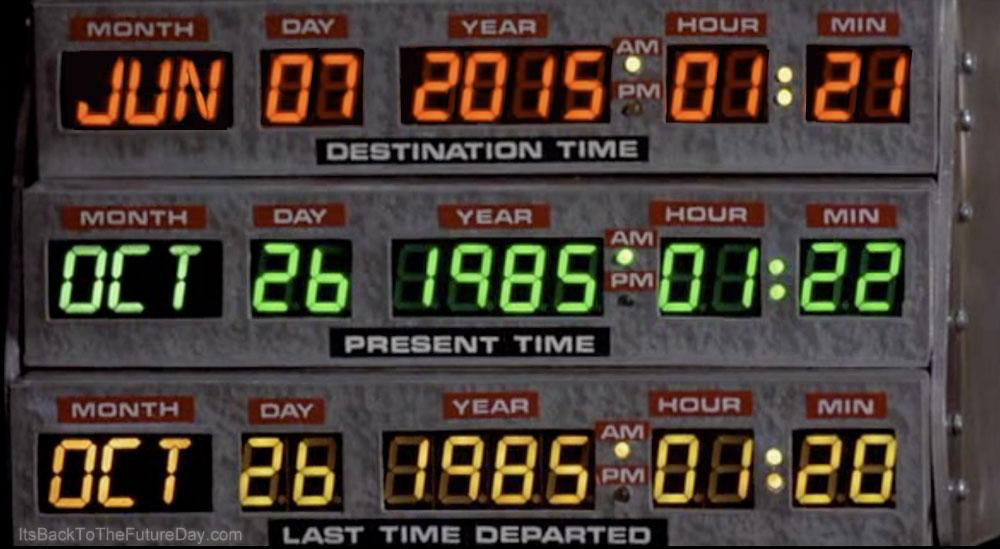 MONTH DAY YEAR HOUR MIN
JUN 07 2015 AM PM 01:21
DESTINATION TIME
MONTH DAY YEAR HOUR MIN
OCT 26 1985 AM PM 01:22
PRESENT TIME
MONTH DAY YEAR HOUR MIN
OCT 26 1985 AM PM 01:20
LAST TIME DEPARTED
ItsBackToTheFutureDay.com